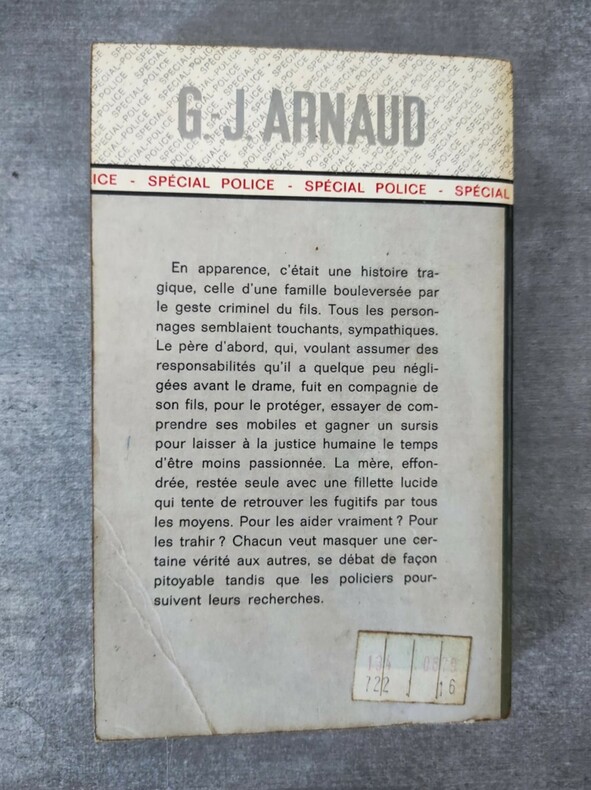 G.-J. ARNAUD
ICE - SPÉCIAL POLICE - SPÉCIAL POLICE - SPÉCIAL
En apparence, c'était une histoire tra-
gique, celle d'une famille bouleversée par
le geste criminel du fils. Tous les person-
nages semblaient touchants, sympathiques.
Le père d'abord, qui, voulant assumer des
responsabilités qu'il a quelque peu négli-
gées avant le drame, fuit en compagnie de
son fils, pour le protéger, essayer de com-
prendre ses mobiles et gagner un sursis
pour laisser à la justice humaine le temps
d'être moins passionnée. La mère, effon-
drée, restée seule avec une fillette lucide
qui tente de retrouver les fugitifs par tous
les moyens. Pour les aider vraiment ? Pour
les trahir ? Chacun veut masquer une cer-
taine vérité aux autres, se débat de façon
pitoyable tandis que les policiers pour-
suivent leurs recherches.
722